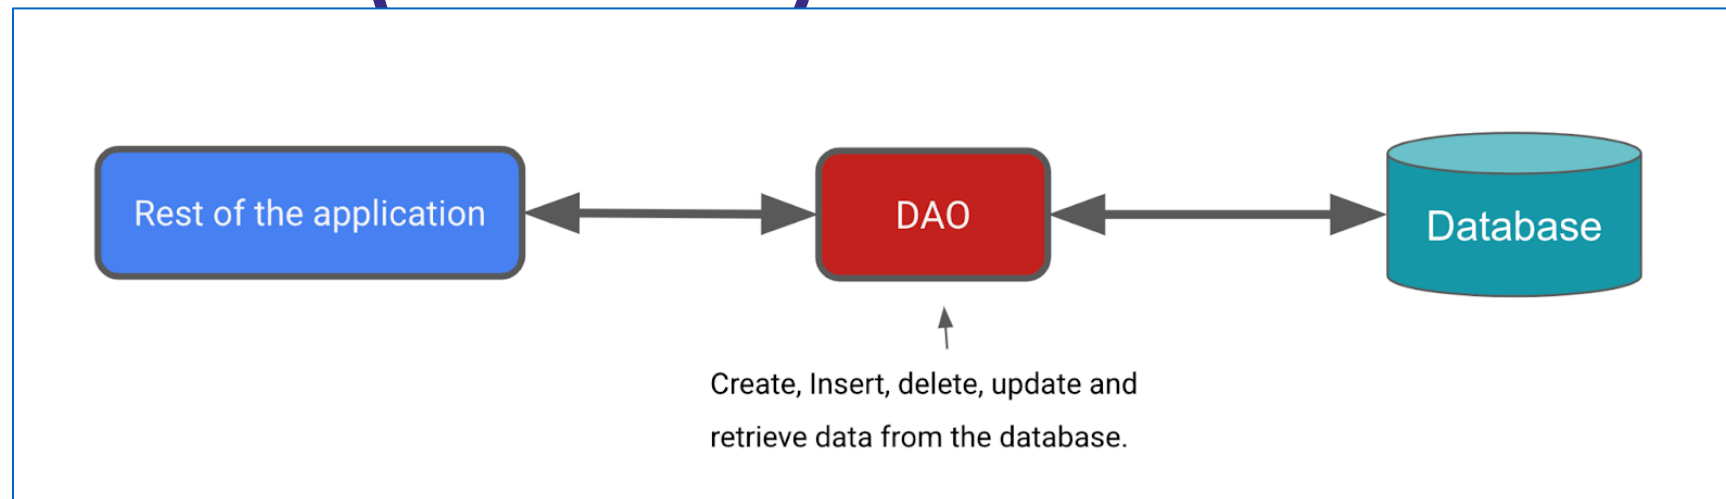 Rest of the application
DAO
Database
Create, Insert, delete, update and
retrieve data from the database.